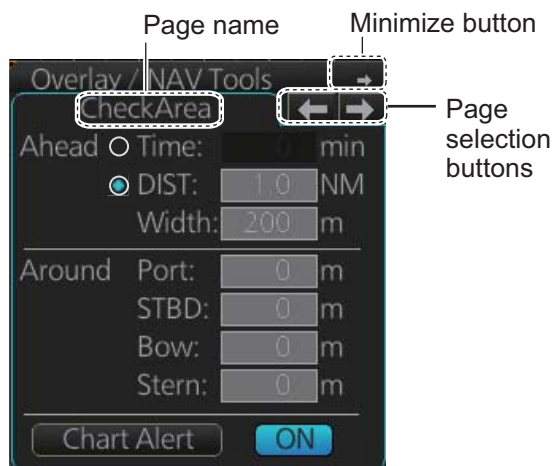 Page name
Minimize button
Overlay / NAV Tools
CheckArea
Page
selection
buttons
Ahead Time: 0 min
DIST: 1.0 NM
Width: 200 m
Around Port: 0 m
STBD: 0 m
Bow: 0 m
Stern: 0 m
Chart Alert ON